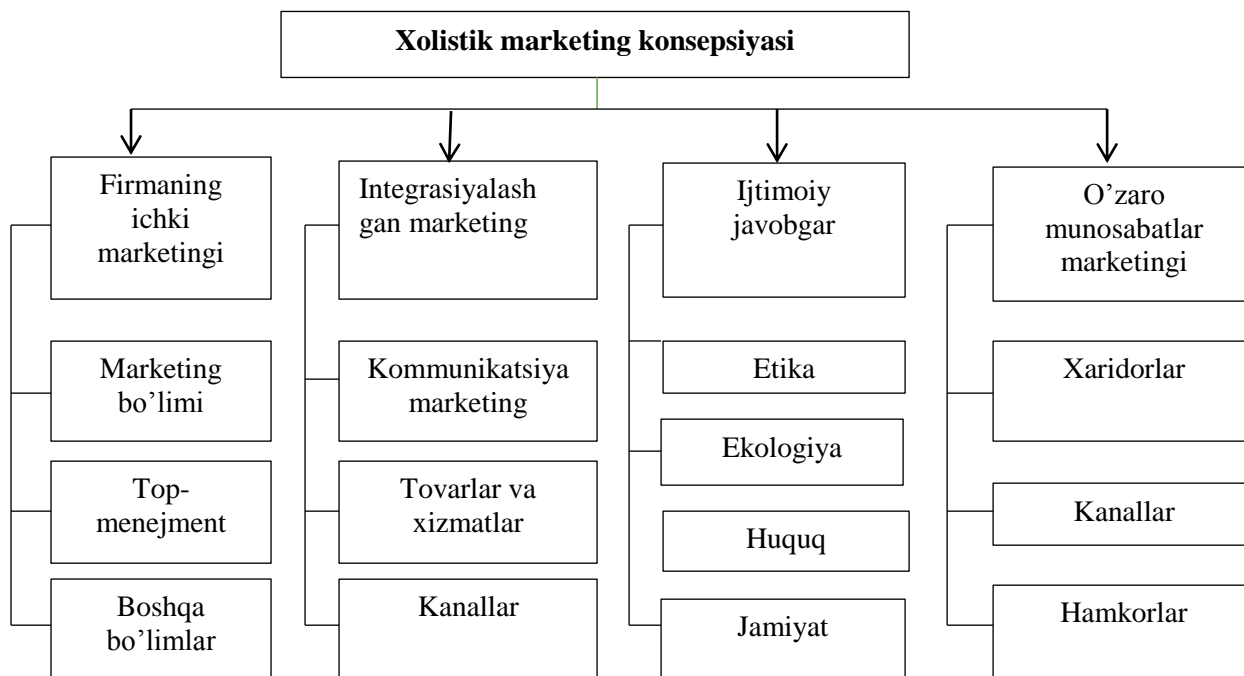 Xolistik marketing konsepsiyasi
Firmaning
ichki
marketingi
Marketing
bo’limi
Top-
menejment
Boshqa
bo’limlar
Integrasiyalash
gan marketing
Kommunikatsiya
marketing
Tovarlar va
xizmatlar
Kanallar
Ijtimoiy
javobgar
Etika
Ekologiya
Huquq
Jamiyat
O’zaro
munosabatlar
marketingi
Xaridorlar
Kanallar
Hamkorlar